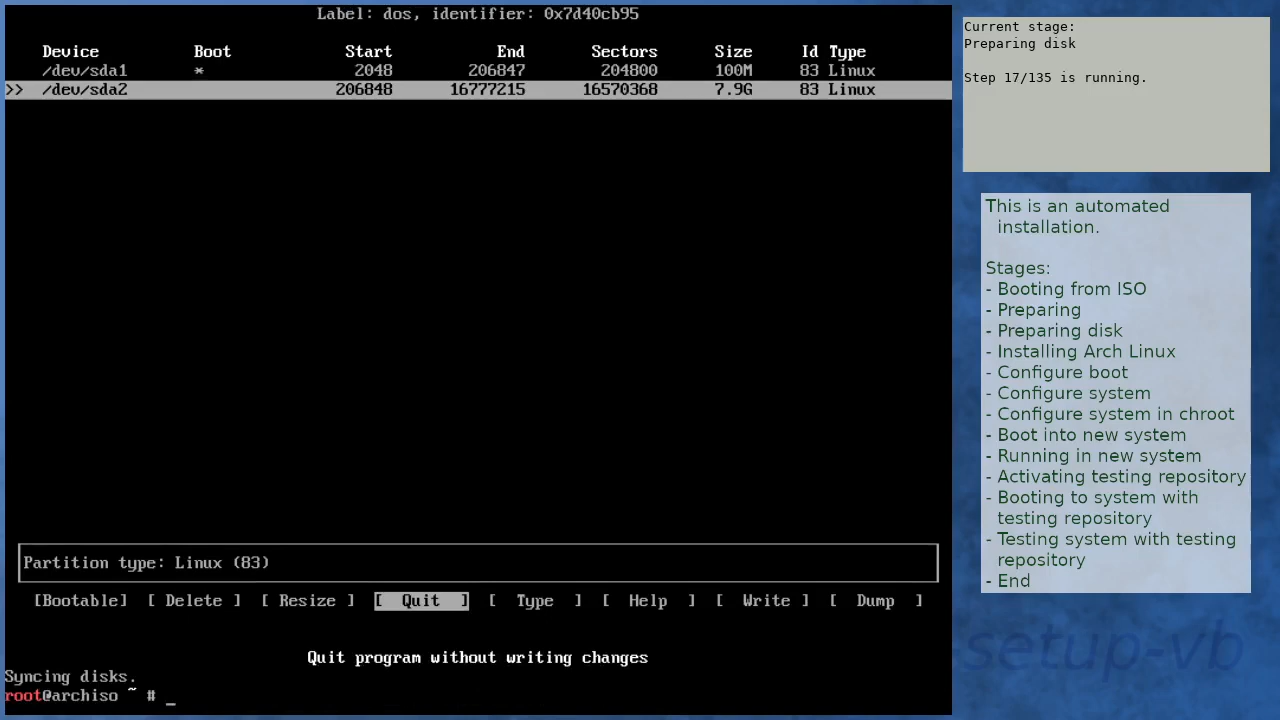 Label: dos, identifier: 0x7d40cb95
Device Boot Start End Sectors Size Id Type
/dev/sda1 * 2048 206847 204800 100M 83 Linux
>> /dev/sda2 206848 16777215 16570368 7.9G 83 Linux
Partition type: Linux (83)
[Bootable] [ Delete ] [ Resize ] [ Quit ] [ Type ] [ Help ] [ Write ] [ Dump ]
Quit program without writing changes
Syncing disks.
root@archiso ~ # _
Current stage:
Preparing disk
Step 17/135 is running.
This is an automated
installation.
Stages:
- Booting from ISO
- Preparing
- Preparing disk
- Installing Arch Linux
- Configure boot
- Configure system
- Configure system in chroot
- Boot into new system
- Running in new system
- Activating testing repository
- Booting to system with
testing repository
- Testing system with testing
repository
- End
setup-vb